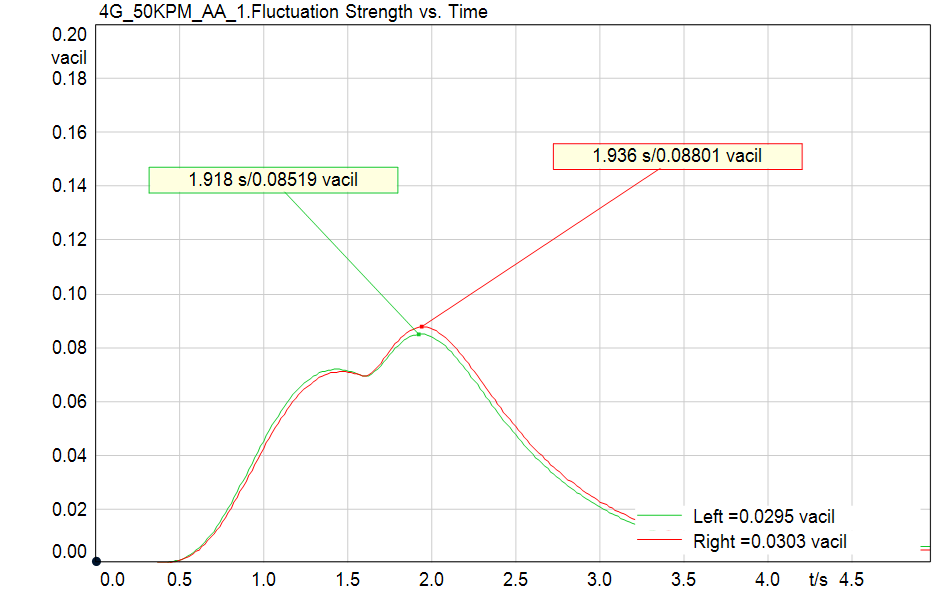 4G_50KPM_AA_1.Fluctuation Strength vs. Time
0.20
vacil
0.18
0.16
1.936 s/0.08801 vacil
1.918 s/0.08519 vacil
0.14
0.12
0.10
0.08
0.06
0.04
0.02
Left =0.0295 vacil
Right =0.0303 vacil
0.00
0.0 0.5 1.0 1.5 2.0 2.5 3.0 3.5 4.0 t/s 4.5